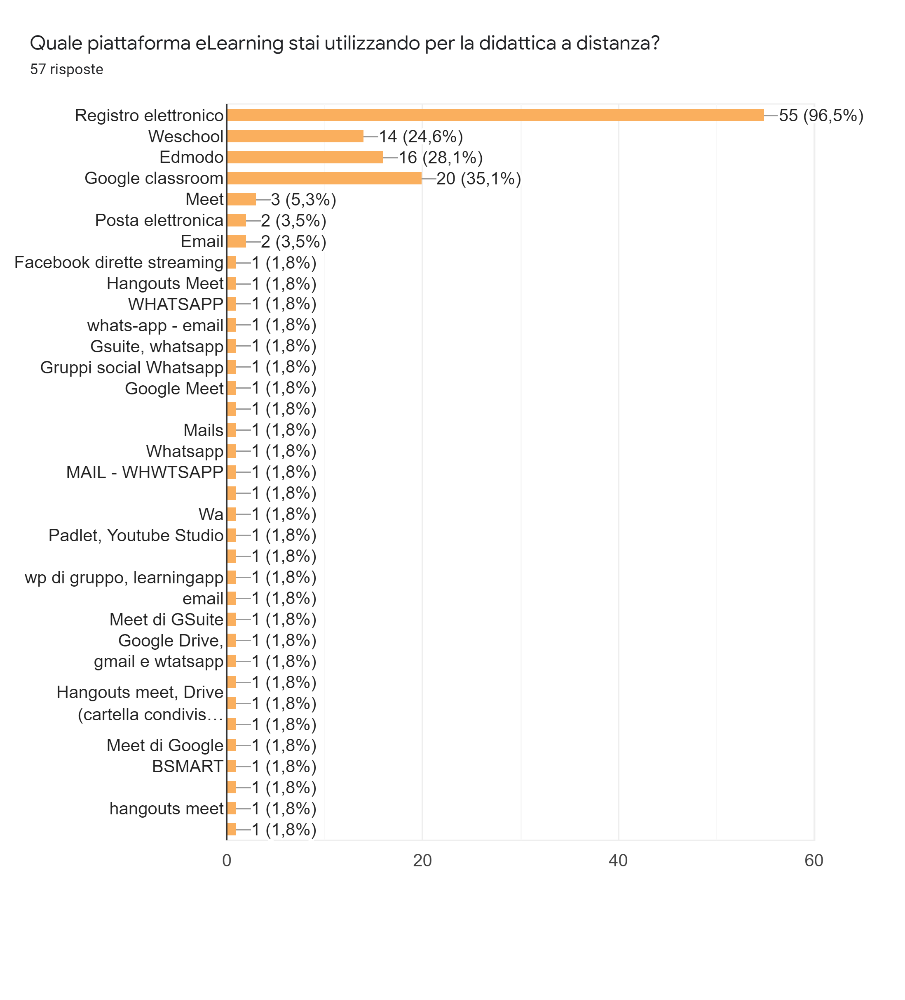 Quale piattaforma eLearning stai utilizzando per la didattica a distanza?
57 risposte
Registro elettronico 55 (96,5%)
Weschool 14 (24,6%)
Edmodo 16 (28,1%)
Google classroom 20 (35,1%)
Meet 3 (5,3%)
Posta elettronica 2 (3,5%)
Email 2 (3,5%)
Facebook dirette streaming 1 (1,8%)
Hangouts Meet 1 (1,8%)
WHATSAPP 1 (1,8%)
whats-app - email 1 (1,8%)
Gsuite, whatsapp 1 (1,8%)
Gruppi social Whatsapp 1 (1,8%)
Google Meet 1 (1,8%)
1 (1,8%)
Mails 1 (1,8%)
Whatsapp 1 (1,8%)
MAIL - WHWTSAPP 1 (1,8%)
1 (1,8%)
Wa 1 (1,8%)
Padlet, Youtube Studio 1 (1,8%)
1 (1,8%)
wp di gruppo, learningapp 1 (1,8%)
email 1 (1,8%)
Meet di GSuite 1 (1,8%)
Google Drive, 1 (1,8%)
gmail e wtatsapp 1 (1,8%)
1 (1,8%)
Hangouts meet, Drive
1 (1,8%)
(cartella condivis…
1 (1,8%)
Meet di Google 1 (1,8%)
BSMART 1 (1,8%)
1 (1,8%)
hangouts meet 1 (1,8%)
1 (1,8%)
0 20 40 60